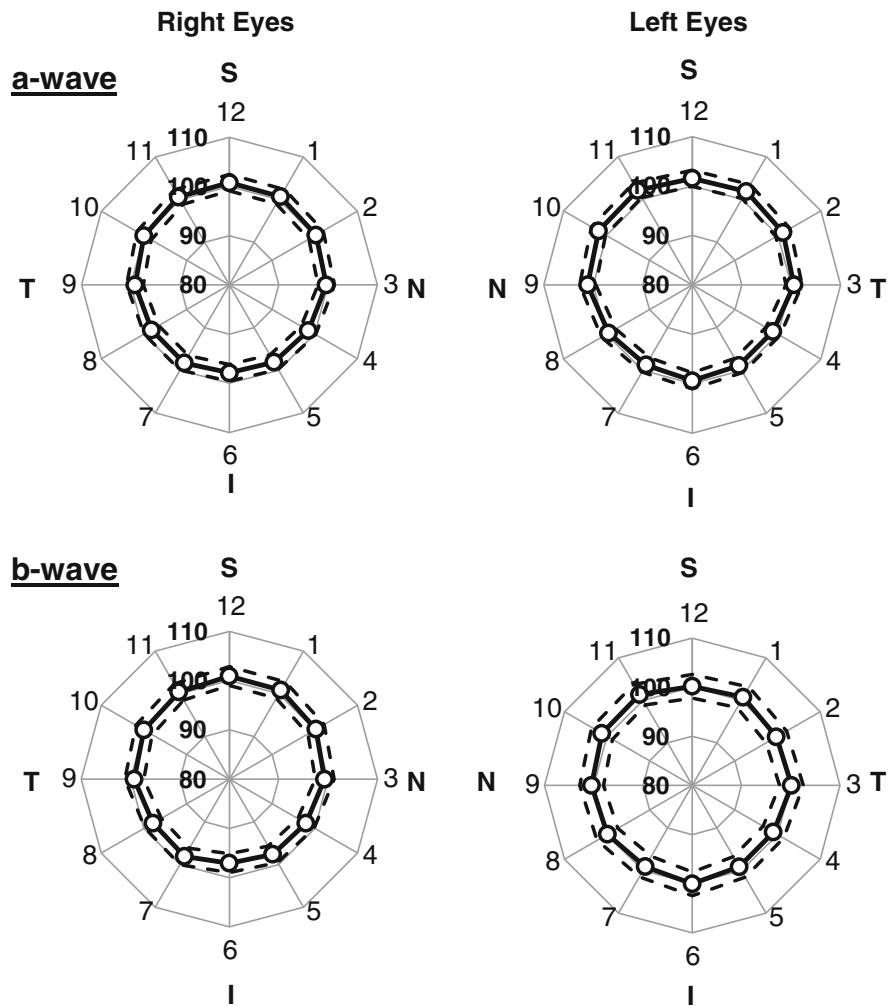 Right Eyes Left Eyes
a-wave
S S
12 12
110 110
11 1 11 1
100 100
10 2 10 2
90 90
T 9 80 3 N N 9 80 3 T
8 4 8 4
7 5 7 5
6 6
I I
b-wave
S S
12 12
110 110
11 1 11 1
100 100
10 2 10 2
90 90
T 9 80 3 N N 9 80 3 T
8 4 8 4
7 5 7 5
6 6
I I